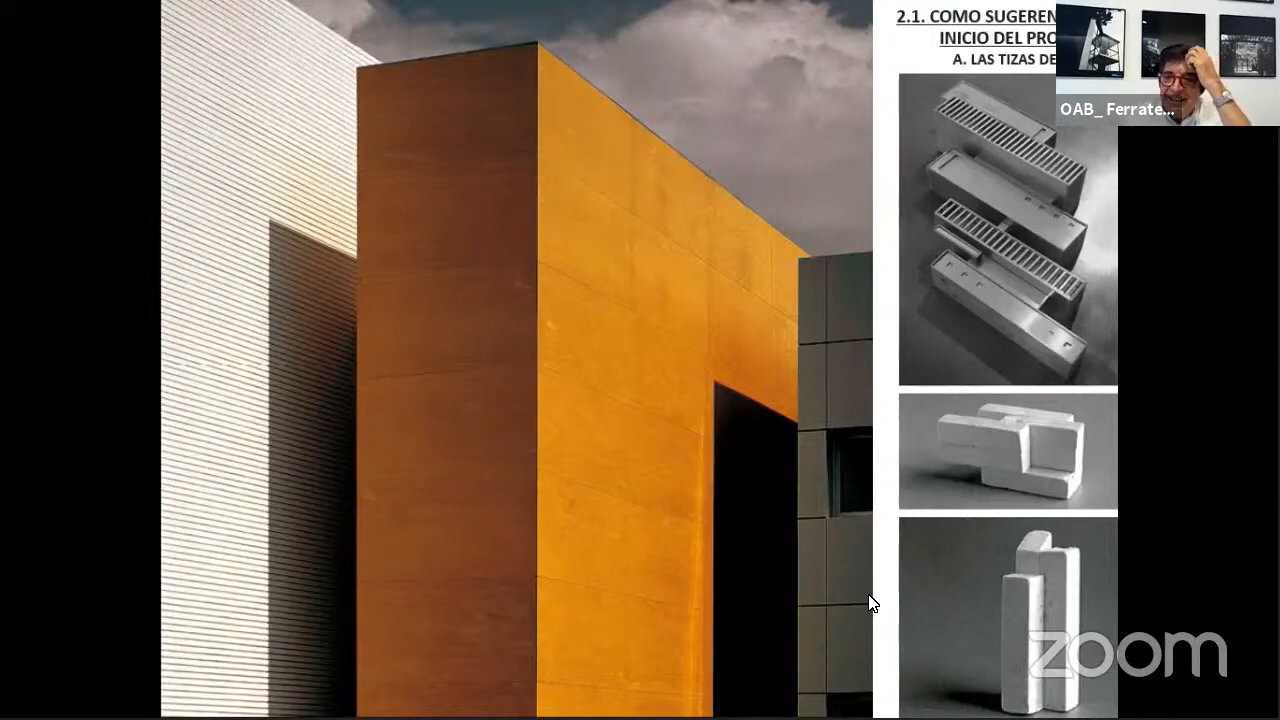 2.1. COMO SUGEREN
INICIO DEL PRO
A. LAS TIZAS DE
OAB_ Ferrate...
zoom